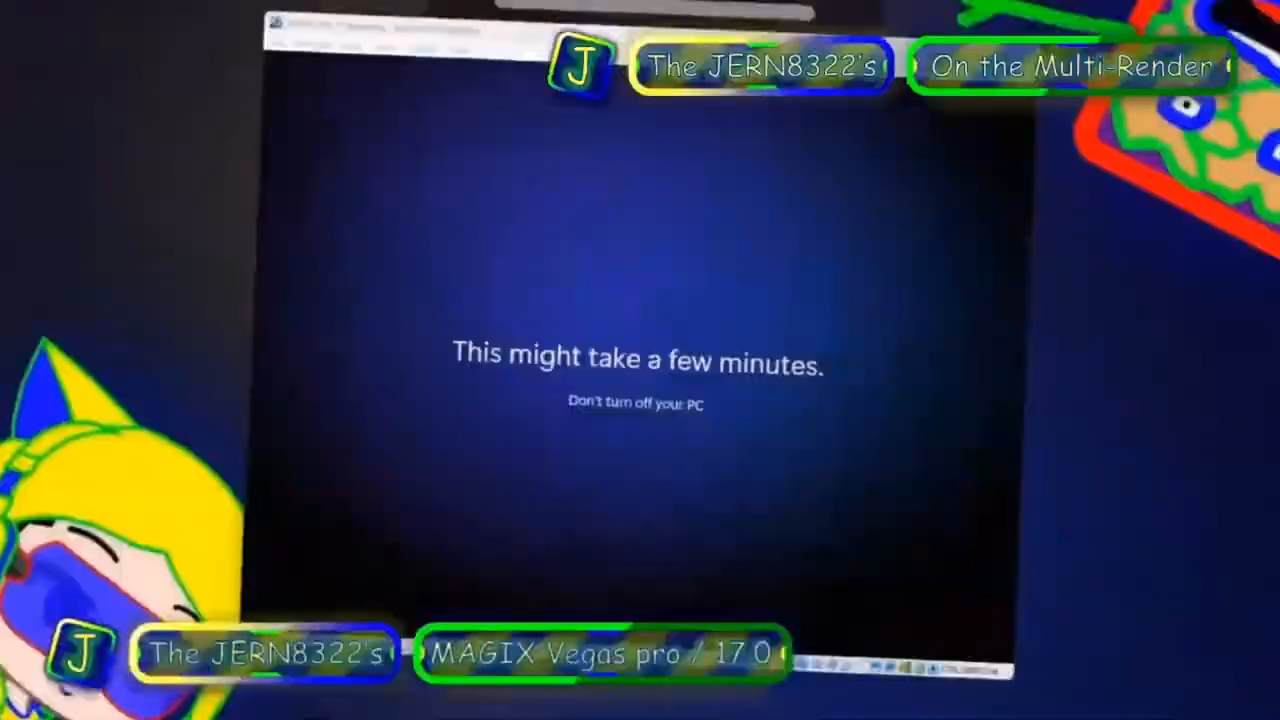 J
The JERN8322's
On the Multi-Render
This might take a few minutes.
Don't turn off your PC
J
The JERN8322's
MAGIX Vegas pro / 17.0